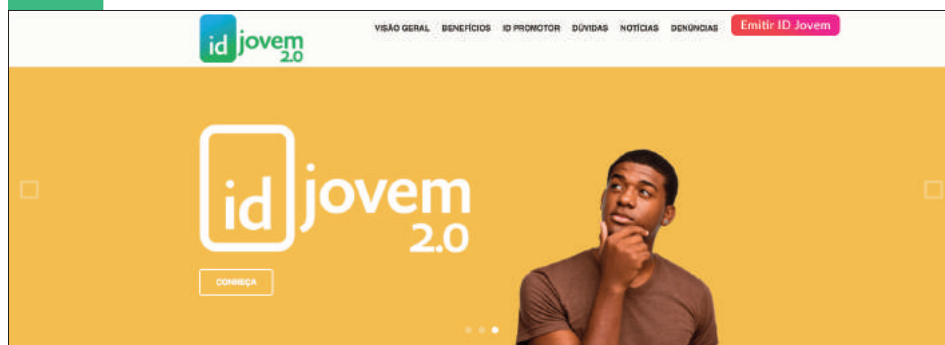 id jovem
2.0
VISÃO GERAL BENEFÍCIOS ID PROMOTOR DÚVIDAS NOTÍCIAS DENÚNCIAS Emitir ID Jovem
id jovem
2.0
CONHEÇA